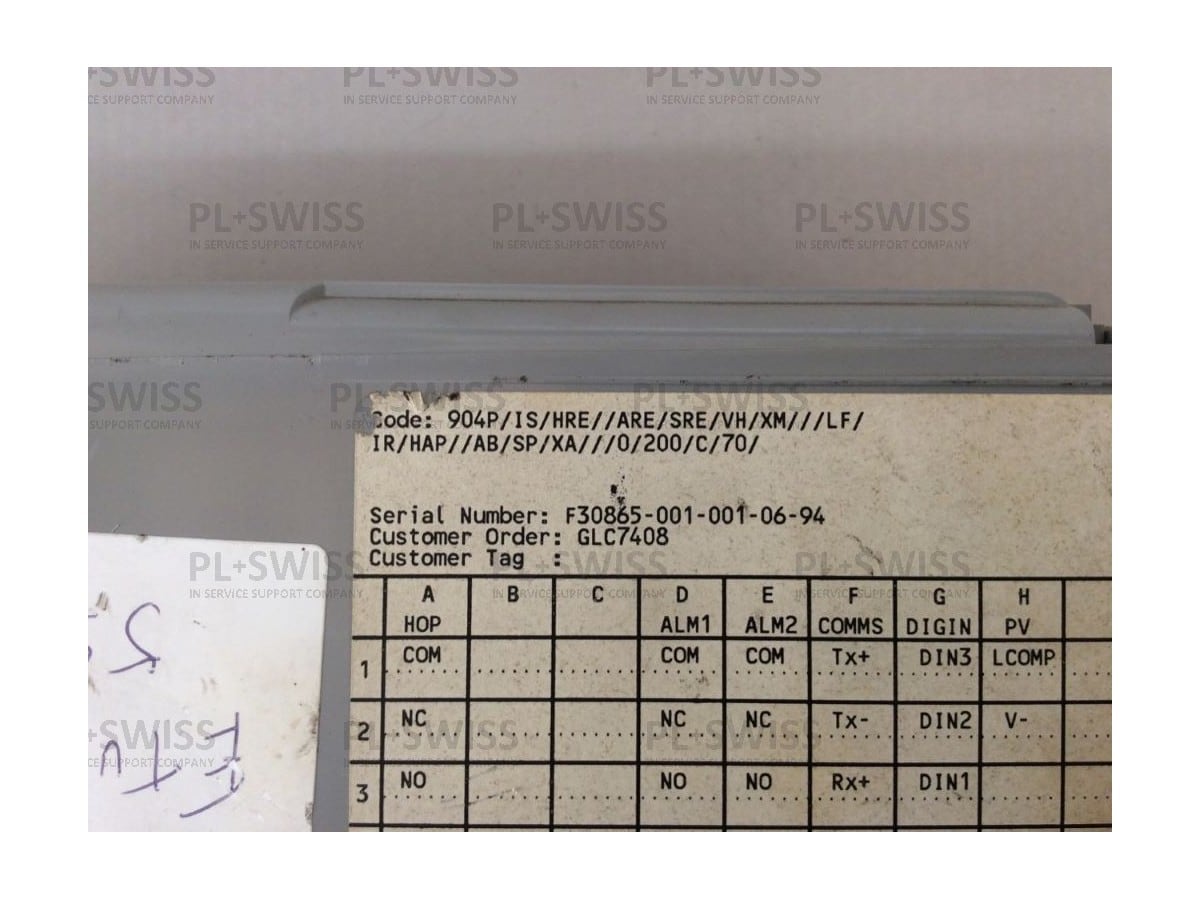 PL+SWISS
IN SERVICE SUPPORT COMPANY
Code: 904P/IS/HRE//ARE/SRE/VH/XM///LF/
IR/HAP//AB/SP/XA///0/200/C/70/
Serial Number: F30865-001-001-06-94
Customer Order: GLC7408
Customer Tag :
A B C D E F G H
HOP ALM1 ALM2 COMMS DIGIN PV
1 COM COM COM Tx+ DIN3 LCOMP
2 NC NC NC Tx- DIN2 V-
3 NO NO NO Rx+ DIN1